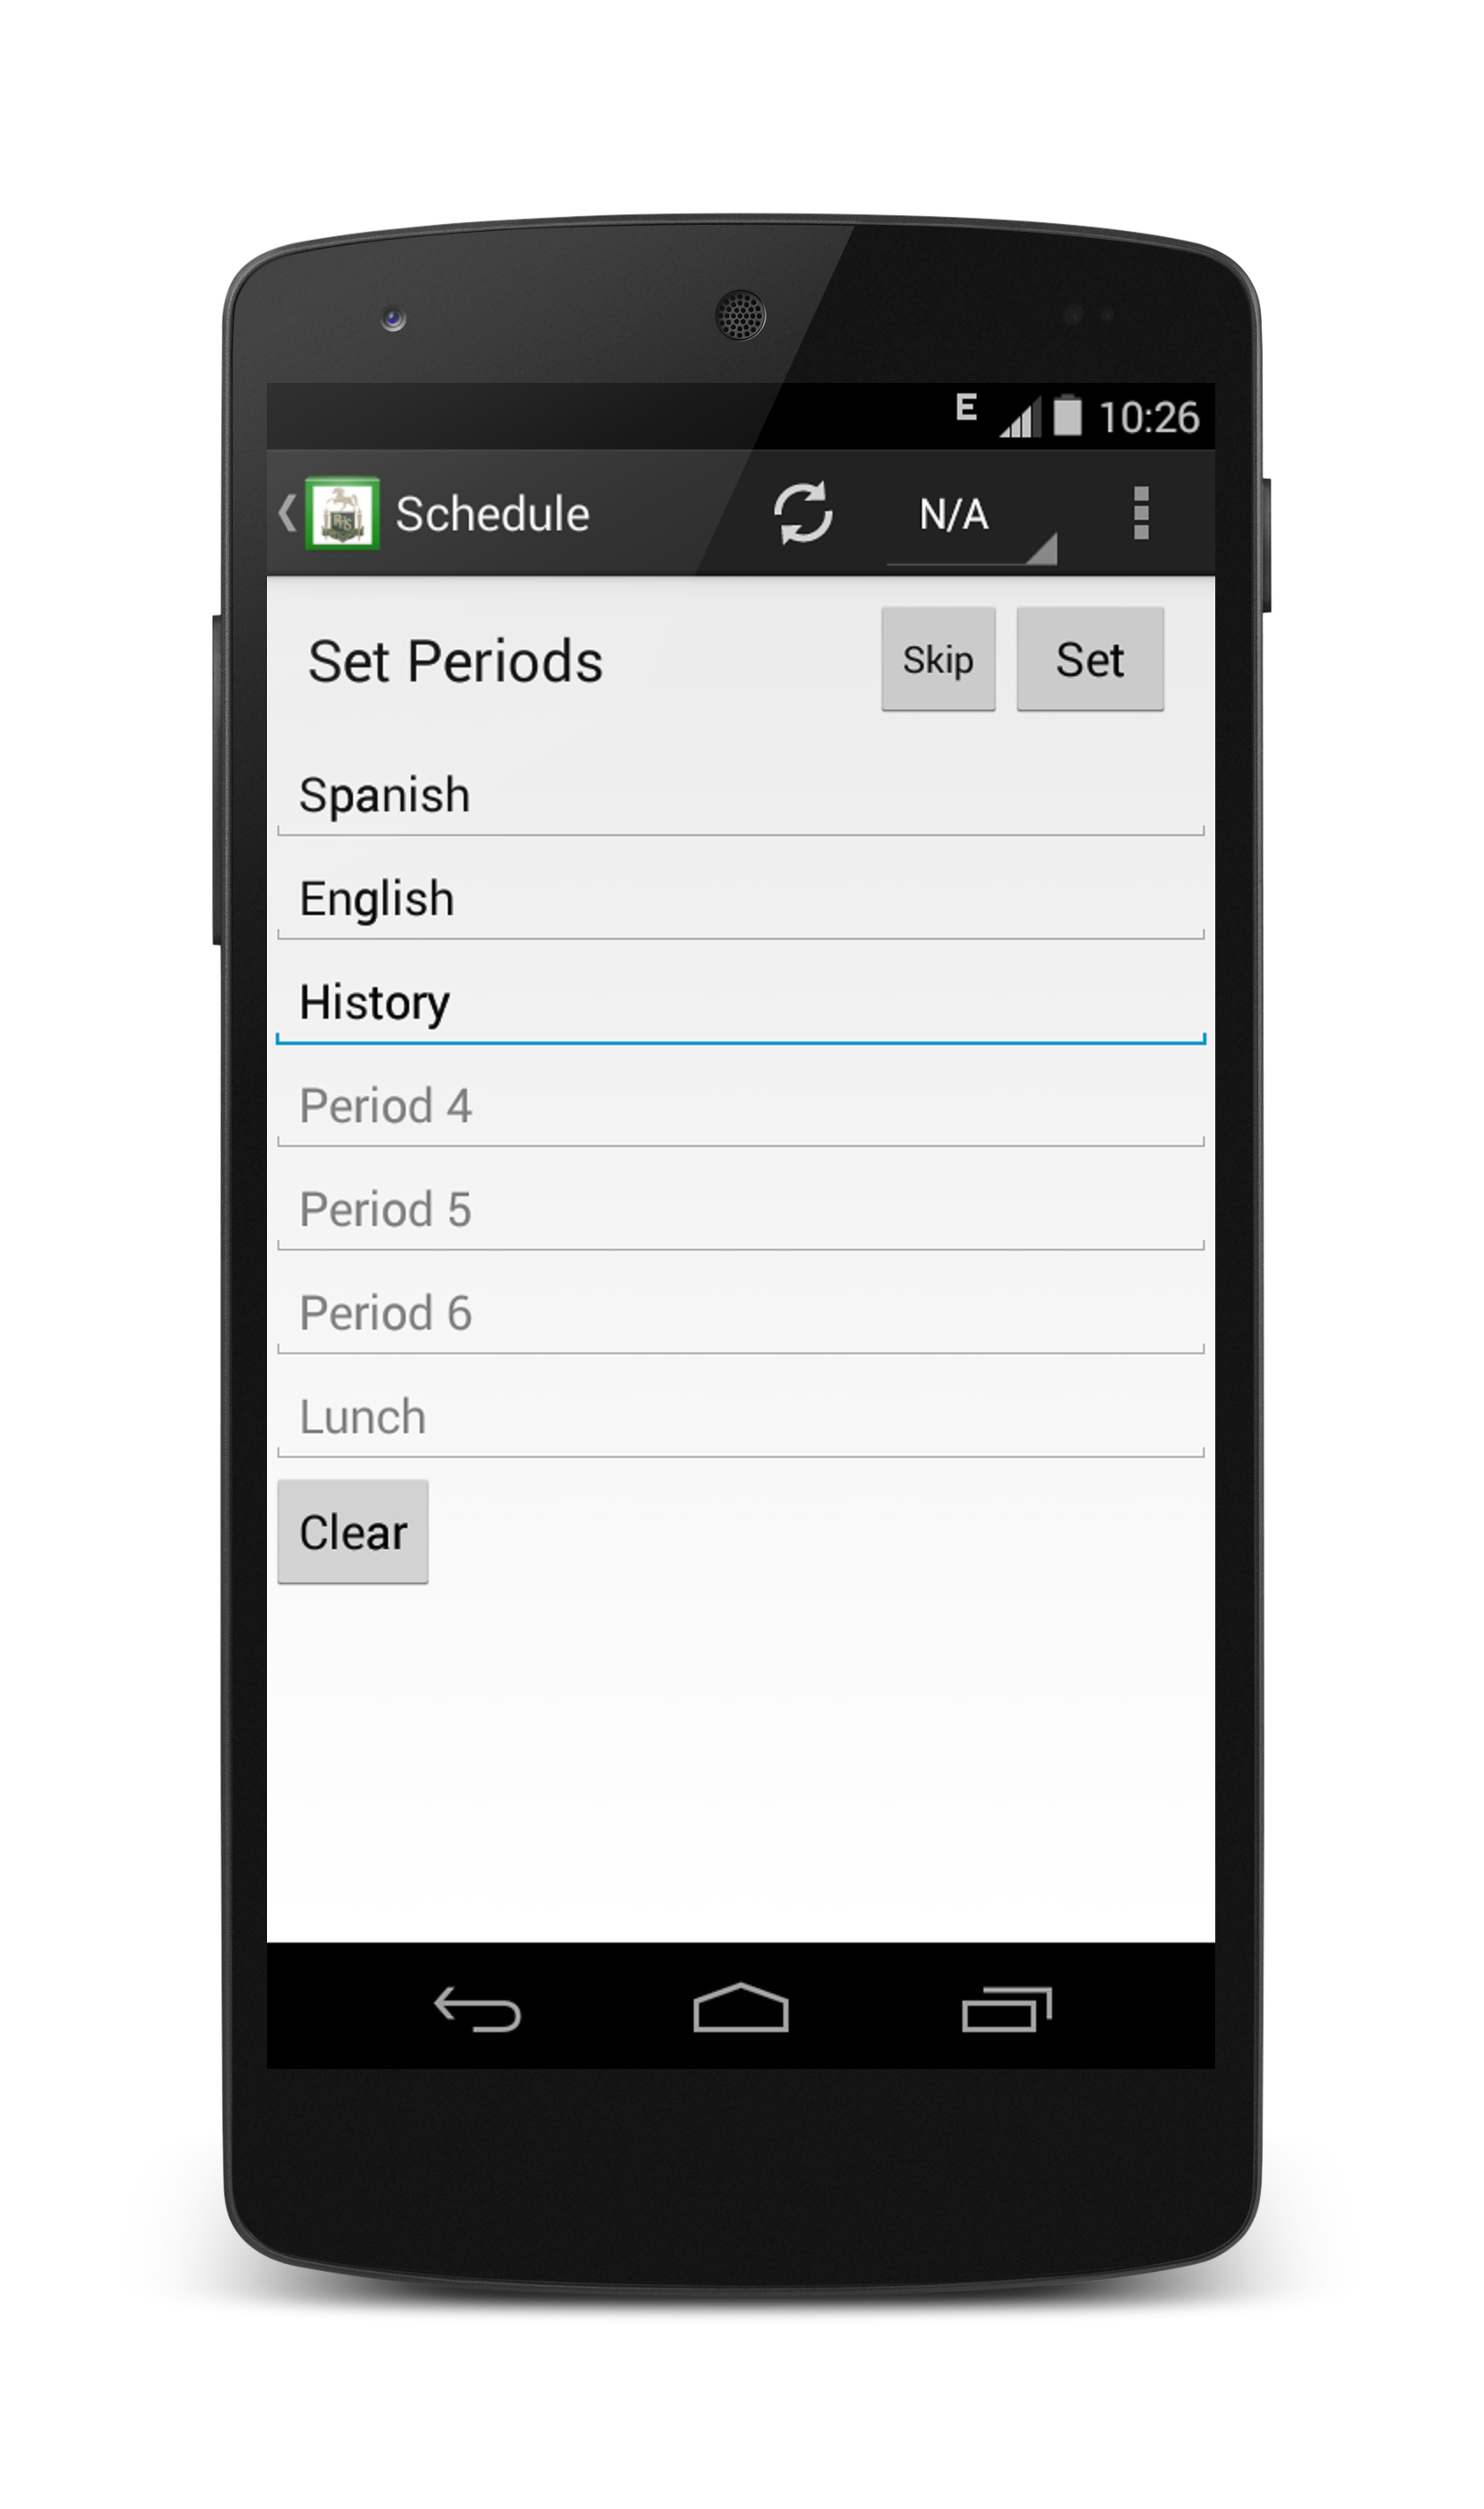 E 10:26
Schedule N/A
Set Periods Skip Set
Spanish
English
History
Period 4
Period 5
Period 6
Lunch
Clear